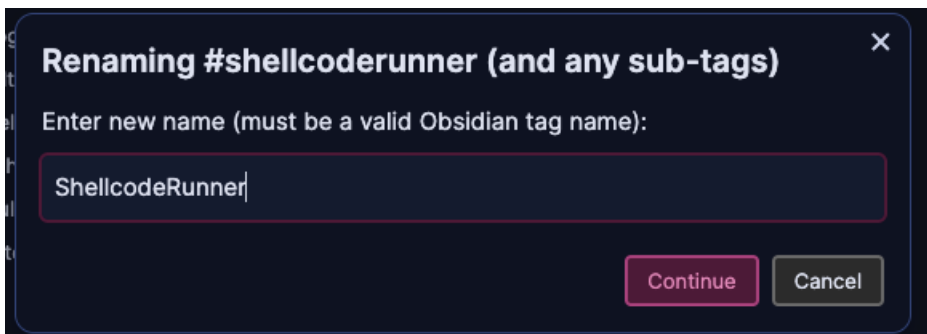 Renaming #shellcoderunner (and any sub-tags)
Enter new name (must be a valid Obsidian tag name):
ShellcodeRunner
Continue Cancel